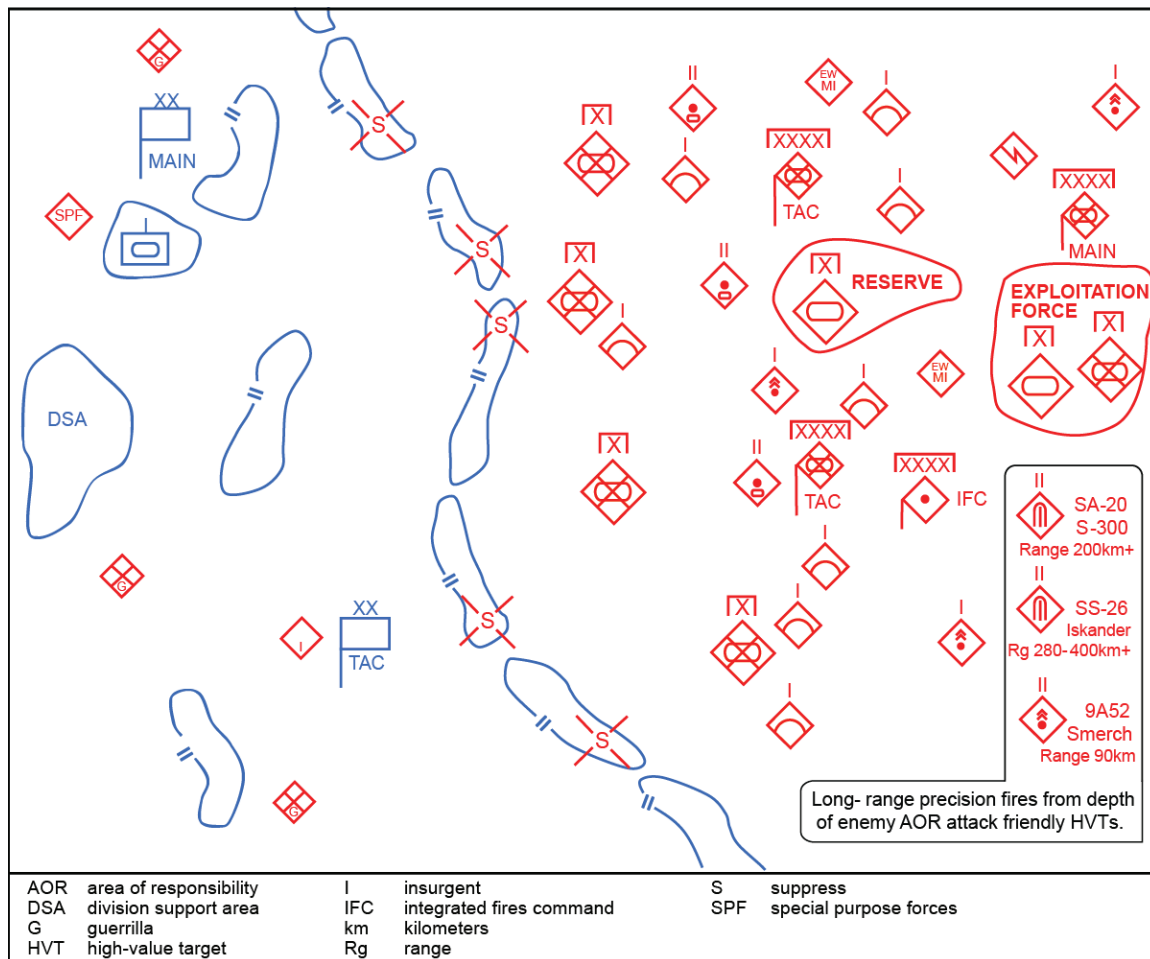 G
XX
MAIN
SPF
I
DSA
G
I
XX
TAC
G
S
S
S
S
S
X
II
I
XXXX
TAC
EW
MI
I
I
I
XXXX
MAIN
X
I
II
X
RESERVE
EXPLOITATION
FORCE
X
X
I
I
EW
MI
X
II
XXXX
TAC
XXXX
IFC
I
X
I
I
I
II
SA-20
S-300
Range 200km+
II
SS-26
Iskander
Rg 280-400km+
II
9A52
Smerch
Range 90km
Long- range precision fires from depth
of enemy AOR attack friendly HVTs.
AOR area of responsibility
DSA division support area
G guerrilla
HVT high-value target
I insurgent
IFC integrated fires command
km kilometers
Rg range
S suppress
SPF special purpose forces